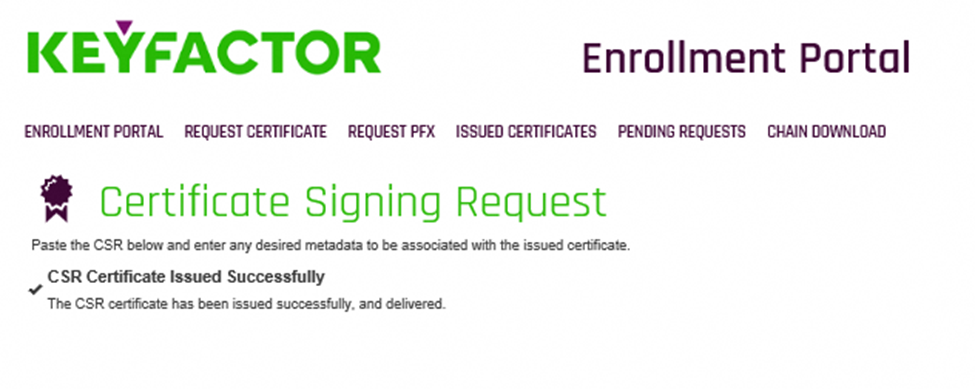 KEYFACTOR
Enrollment Portal
ENROLLMENT PORTAL REQUEST CERTIFICATE REQUEST PFX ISSUED CERTIFICATES PENDING REQUESTS CHAIN DOWNLOAD
Certificate Signing Request
Paste the CSR below and enter any desired metadata to be associated with the issued certificate.
CSR Certificate Issued Successfully
The CSR certificate has been issued successfully, and delivered.